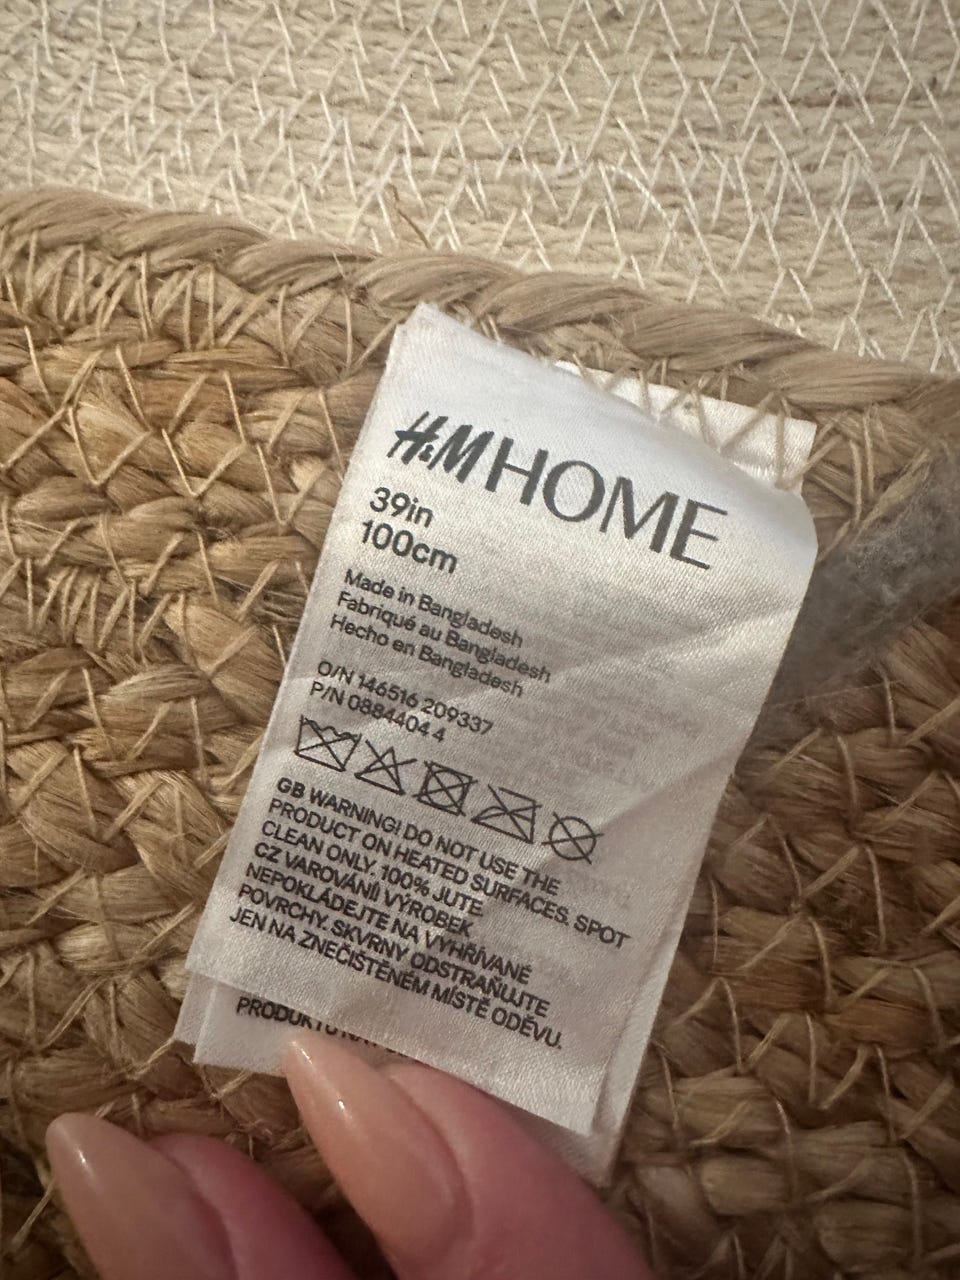 H&M HOME
39in
100cm
Made in Bangladesh
Fabriqué au Bangladesh
Hecho en Bangladesh
O/N 146516 209337
P/N 0884404 4
GB WARNING! DO NOT USE THE
PRODUCT ON HEATED SURFACES. SPOT
CLEAN ONLY. 100% JUTE.
CZ VAROVÁNÍ! VÝROBEK
NEPOKLÁDEJTE NA VYHŘÍVANÉ
POVRCHY. SKVRNY ODSTRAŇUJTE
JEN NA ZNEČIŠTĚNÉM MÍSTĚ ODĚVU.